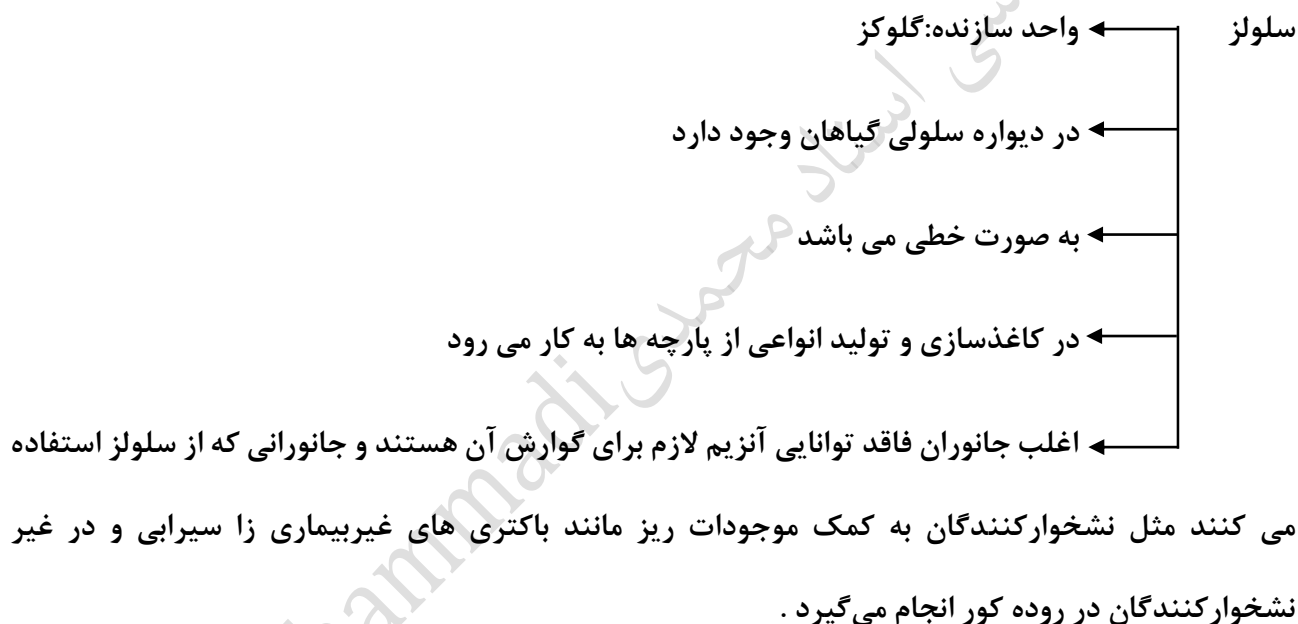 سلولز
واحد سازنده:گلوکز
در دیواره سلولی گیاهان وجود دارد
به صورت خطی می باشد
در کاغذسازی و تولید انواعی از پارچه ها به کار می رود
اغلب جانوران فاقد توانایی آنزیم لازم برای گوارش آن هستند و جانورانی که از سلولز استفاده
می کنند مثل نشخوارکنندگان به کمک موجودات ریز مانند باکتری های غیربیماری زا سیرابی و در غیر
نشخوارکنندگان در روده کور انجام می‌گیرد .
استاد محمدی